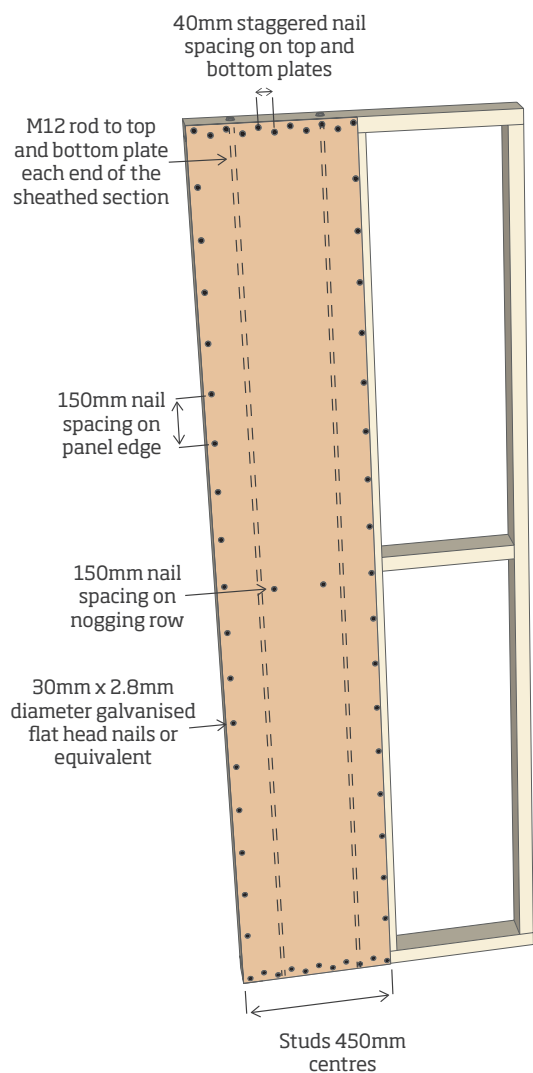 40mm staggered nail
spacing on top and
bottom plates
M12 rod to top
and bottom plate
each end of the
sheathed section
150mm nail
spacing on
panel edge
150mm nail
spacing on
nogging row
30mm x 2.8mm
diameter galvanised
flat head nails or
equivalent
Studs 450mm
centres